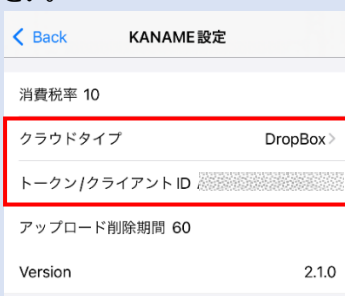 Back KANAME設定
消費税率 10
クラウドタイプ DropBox
トークン/クライアント ID
アップロード削除期間 60
Version 2.1.0